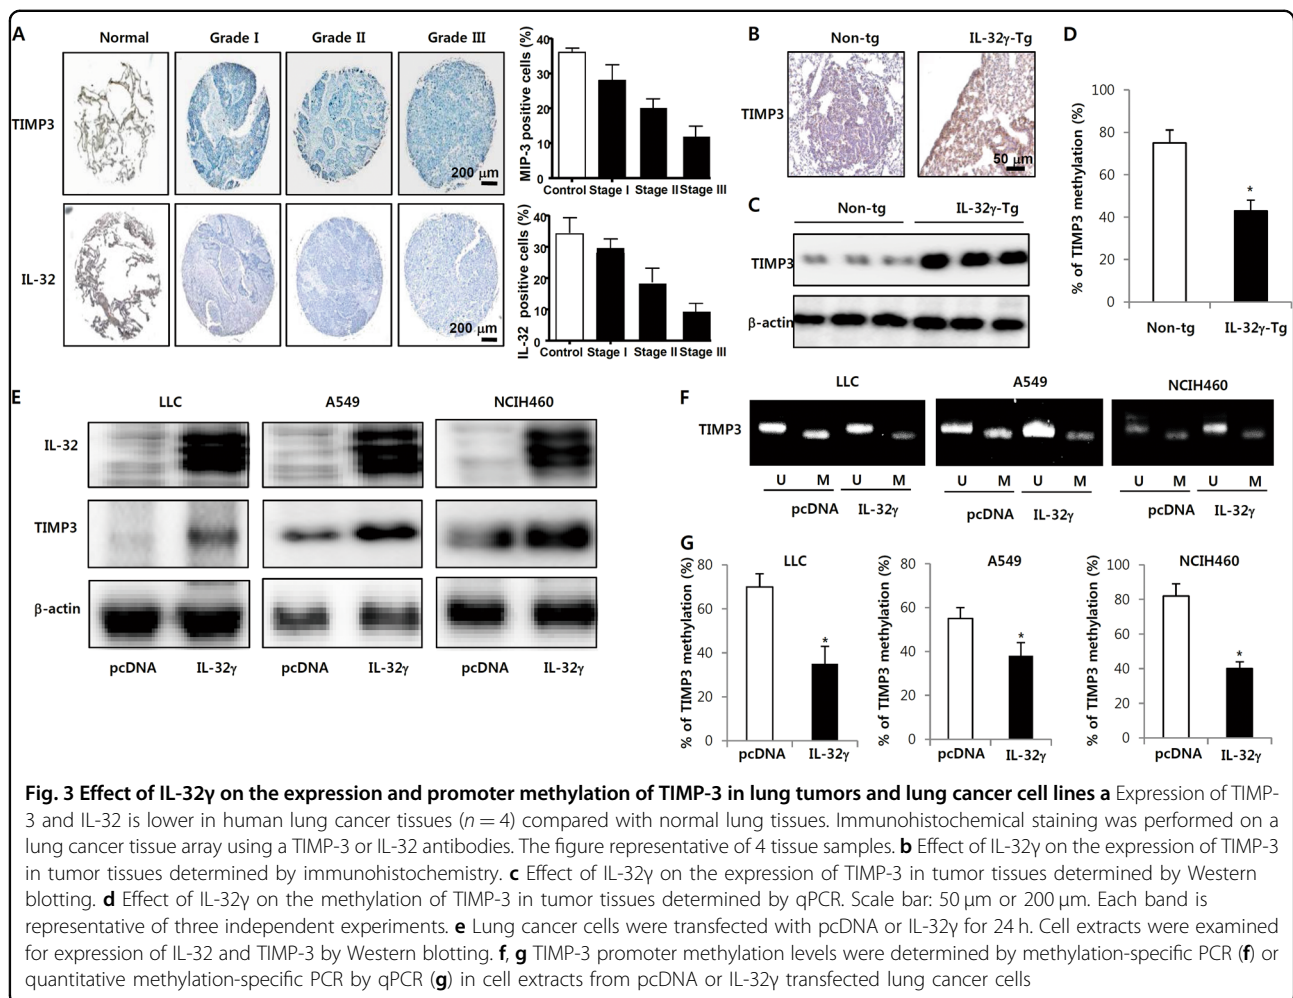 A
Normal
Grade I
Grade II
Grade III
TIMP3
200 μm
IL-32
200 μm
MIP-3 positive cells (%)
40
30
20
10
0
Control Stage I Stage II Stage III
IL-32 positive cells (%)
40
30
20
10
0
Control Stage I Stage II Stage III
B
Non-tg
IL-32γ-Tg
TIMP3
50 μm
C
Non-tg
IL-32γ-Tg
TIMP3
β-actin
D
% of TIMP3 methylation (%)
100
80
60
40
20
0
*
Non-tg
IL-32γ-Tg
E
LLC
A549
NCIH460
IL-32
TIMP3
β-actin
pcDNA
IL-32γ
pcDNA
IL-32γ
pcDNA
IL-32γ
F
LLC
A549
NCIH460
TIMP3
U M U M
U M U M
U M U M
pcDNA IL-32γ
pcDNA IL-32γ
pcDNA IL-32γ
G
LLC
% of TIMP3 methylation (%)
80
60
40
20
0
*
pcDNA IL-32γ
A549
% of TIMP3 methylation (%)
80
60
40
20
0
*
pcDNA IL-32γ
NCIH460
% of TIMP3 methylation (%)
100
80
60
40
20
0
*
pcDNA IL-32γ
Fig. 3 Effect of IL-32γ on the expression and promoter methylation of TIMP-3 in lung tumors and lung cancer cell lines a Expression of TIMP-
3 and IL-32 is lower in human lung cancer tissues (n = 4) compared with normal lung tissues. Immunohistochemical staining was performed on a
lung cancer tissue array using a TIMP-3 or IL-32 antibodies. The figure representative of 4 tissue samples. b Effect of IL-32γ on the expression of TIMP-3
in tumor tissues determined by immunohistochemistry. c Effect of IL-32γ on the expression of TIMP-3 in tumor tissues determined by Western
blotting. d Effect of IL-32γ on the methylation of TIMP-3 in tumor tissues determined by qPCR. Scale bar: 50 μm or 200 μm. Each band is
representative of three independent experiments. e Lung cancer cells were transfected with pcDNA or IL-32γ for 24 h. Cell extracts were examined
for expression of IL-32 and TIMP-3 by Western blotting. f, g TIMP-3 promoter methylation levels were determined by methylation-specific PCR (f) or
quantitative methylation-specific PCR by qPCR (g) in cell extracts from pcDNA or IL-32γ transfected lung cancer cells